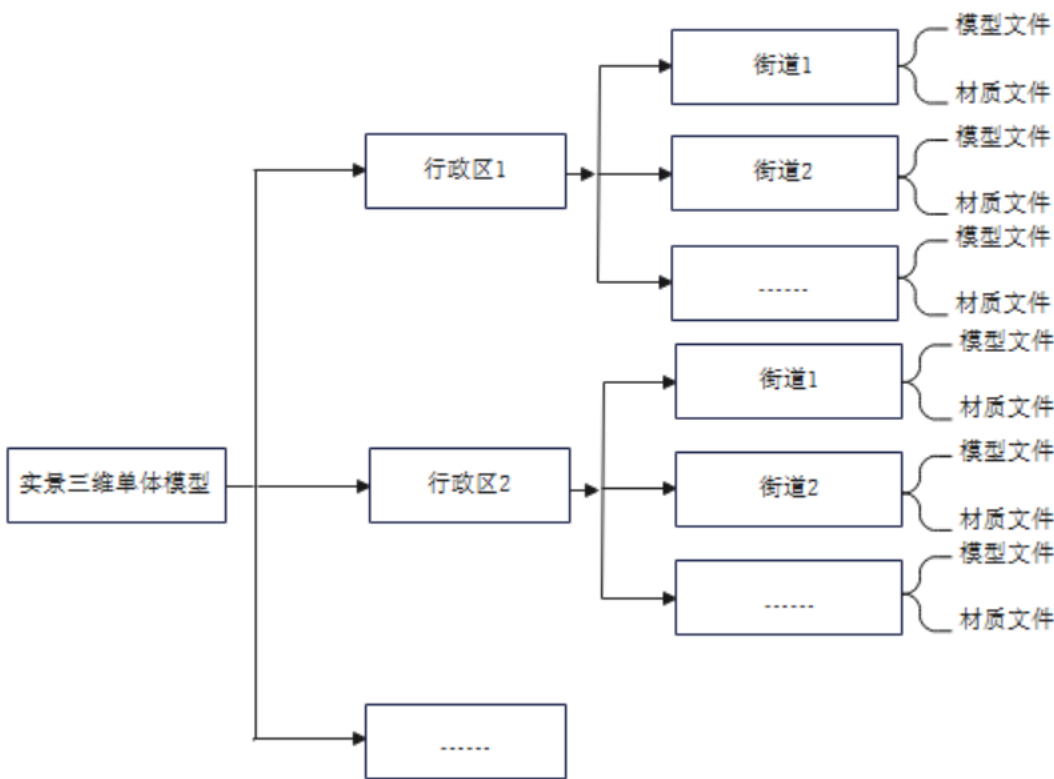 实景三维单体模型
行政区1
街道1
模型文件
材质文件
街道2
模型文件
材质文件
------
模型文件
材质文件
行政区2
街道1
模型文件
材质文件
街道2
模型文件
材质文件
------
模型文件
材质文件
------